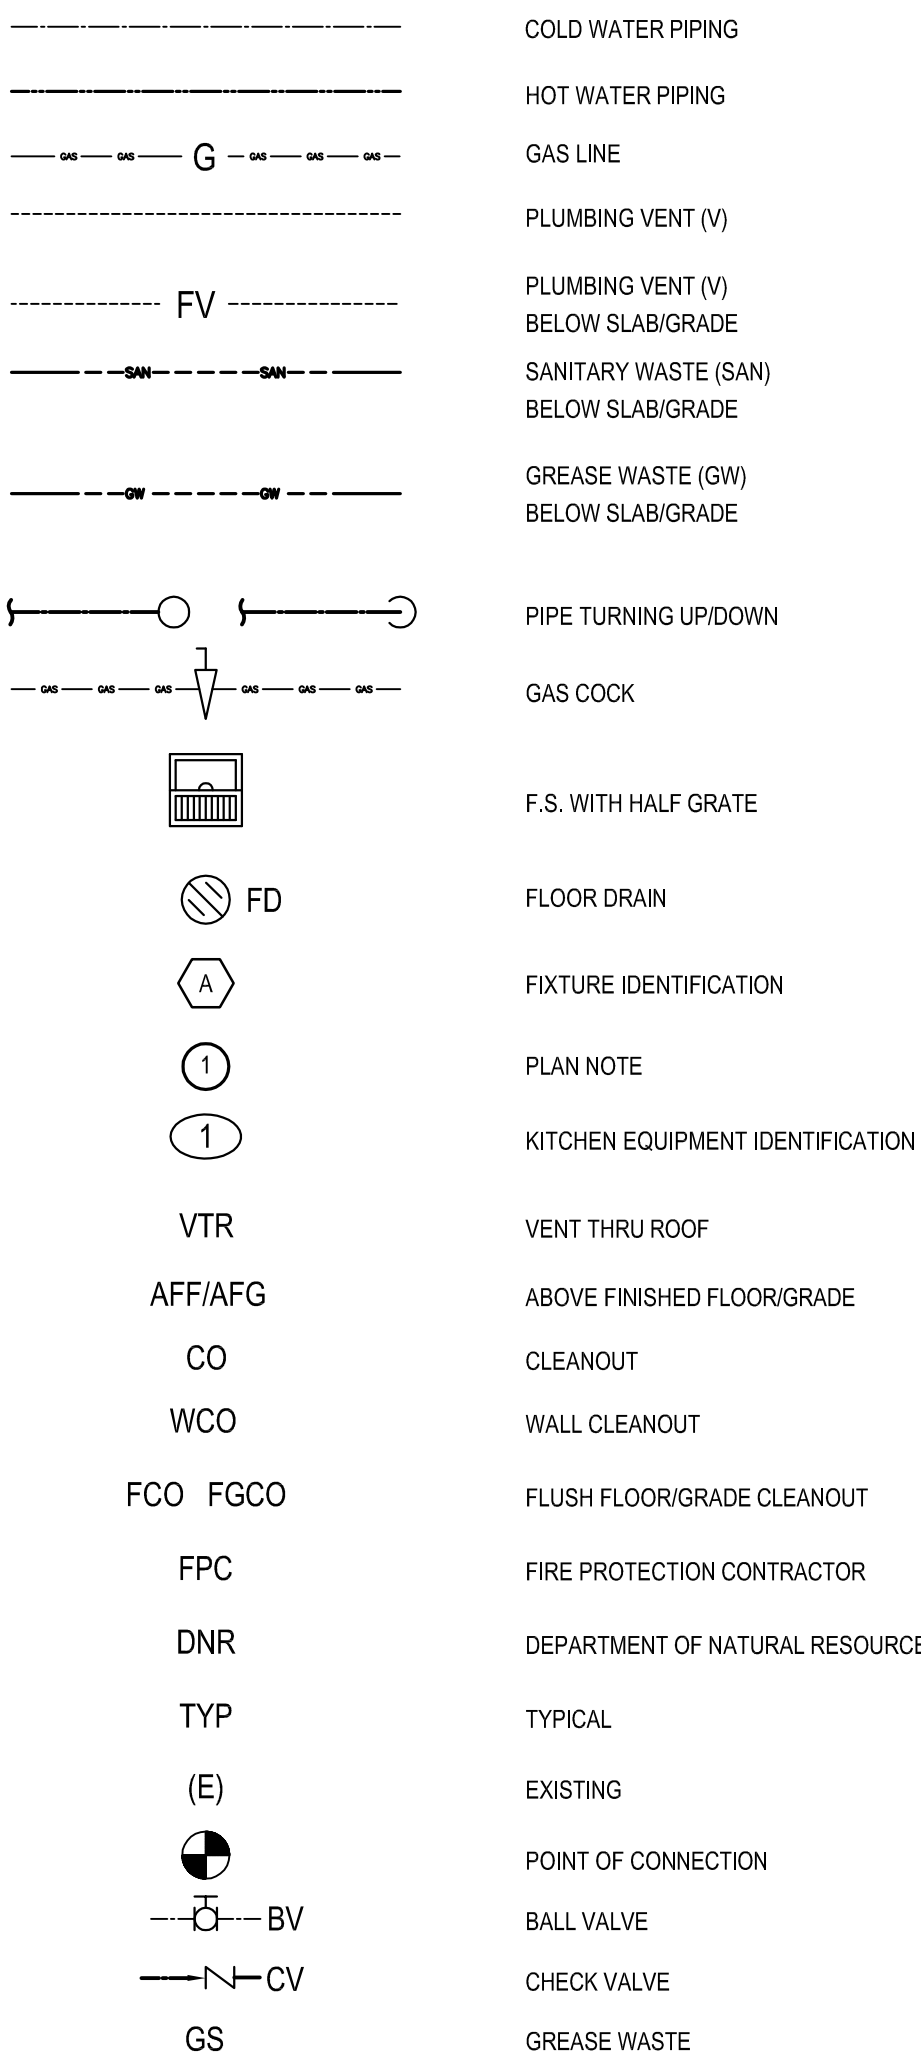 COLD WATER PIPING
HOT WATER PIPING
GAS GAS G GAS GAS GAS GAS LINE
PLUMBING VENT (V)
FV PLUMBING VENT (V)
BELOW SLAB/GRADE
SAN SAN SANITARY WASTE (SAN)
BELOW SLAB/GRADE
GW GW GREASE WASTE (GW)
BELOW SLAB/GRADE
PIPE TURNING UP/DOWN
GAS GAS GAS GAS GAS GAS GAS COCK
F.S. WITH HALF GRATE
FD FLOOR DRAIN
A FIXTURE IDENTIFICATION
1 PLAN NOTE
1 KITCHEN EQUIPMENT IDENTIFICATION
VTR VENT THRU ROOF
AFF/AFG ABOVE FINISHED FLOOR/GRADE
CO CLEANOUT
WCO WALL CLEANOUT
FCO FGCO FLUSH FLOOR/GRADE CLEANOUT
FPC FIRE PROTECTION CONTRACTOR
DNR DEPARTMENT OF NATURAL RESOURCE
TYP TYPICAL
(E) EXISTING
POINT OF CONNECTION
BV BALL VALVE
CV CHECK VALVE
GS GREASE WASTE